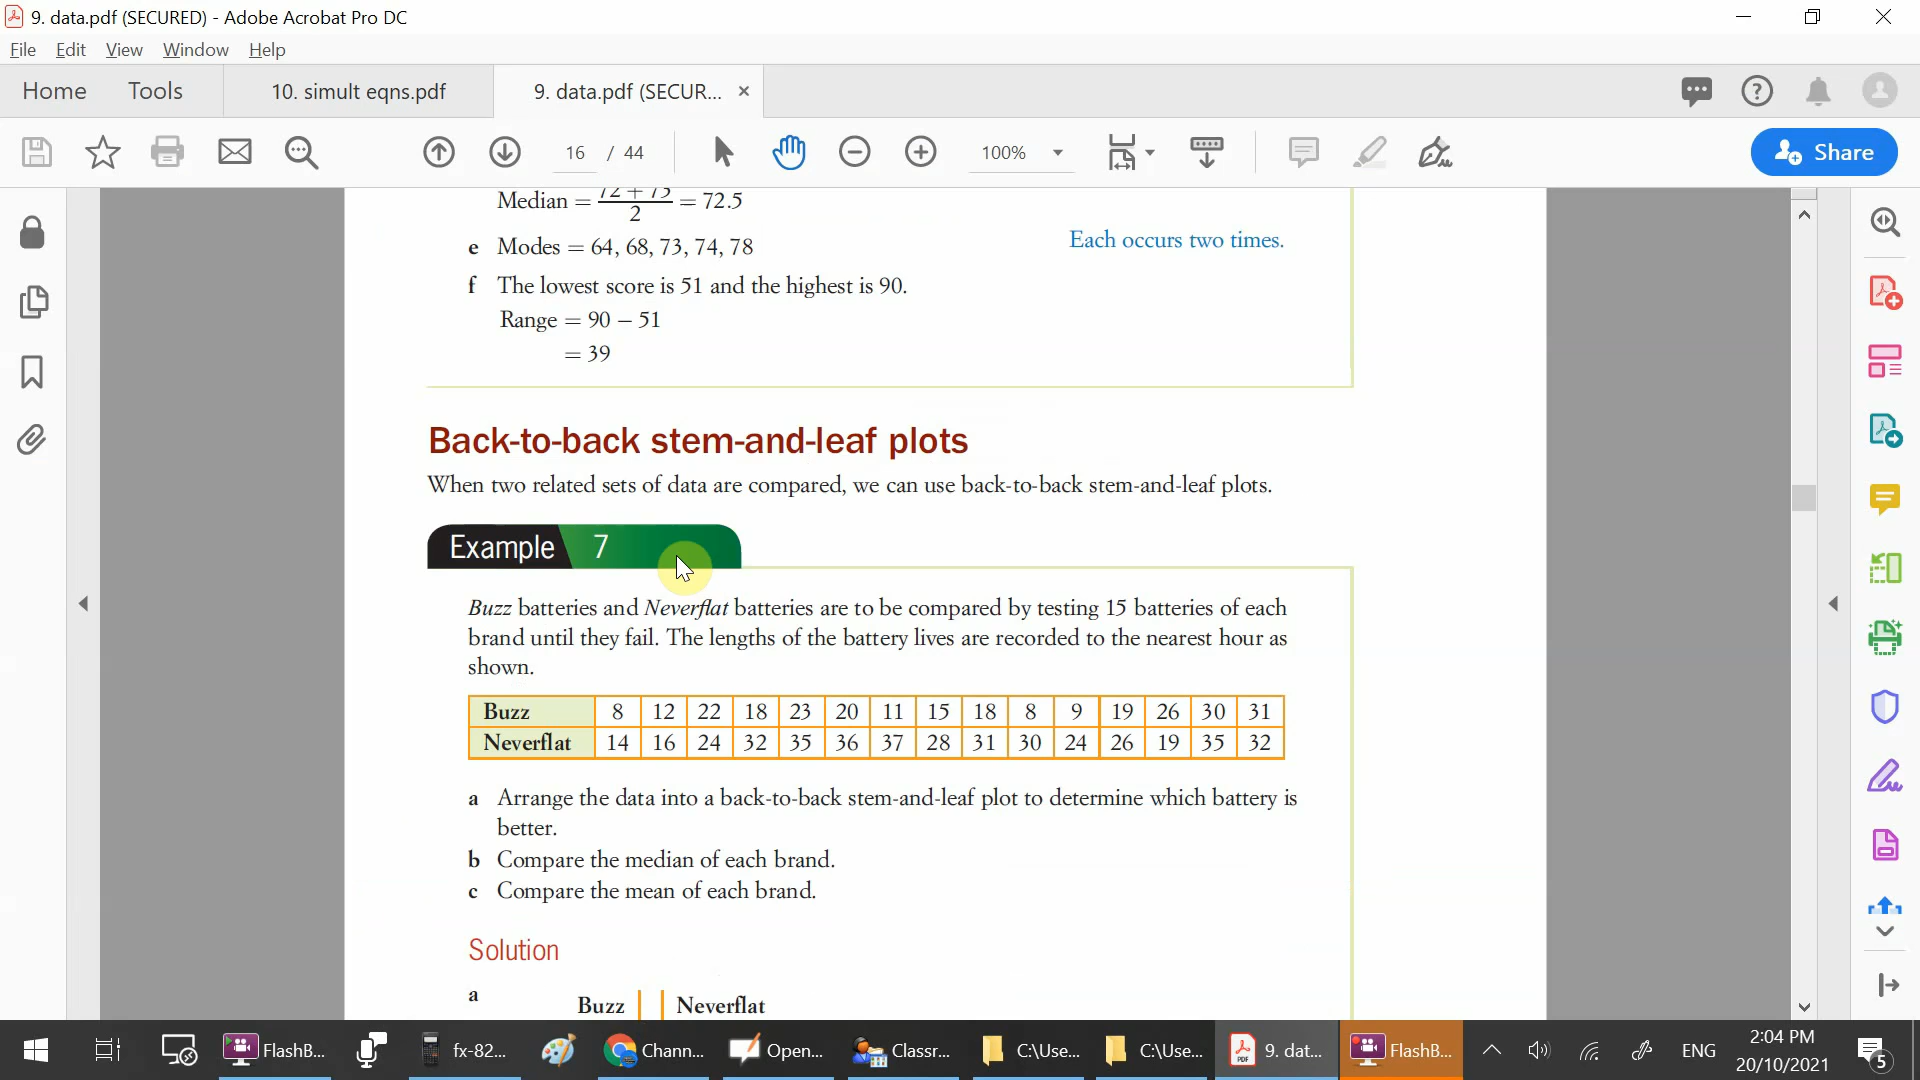 9. data.pdf (SECURED) - Adobe Acrobat Pro DC
File Edit View Window Help
Home Tools 10. simult eqns.pdf 9. data.pdf (SECUR... ×
16 / 44 100% Share
Median = 72 + 73 / 2 = 72.5
e Modes = 64, 68, 73, 74, 78 Each occurs two times.
f The lowest score is 51 and the highest is 90.
Range = 90 – 51
= 39
Back-to-back stem-and-leaf plots
When two related sets of data are compared, we can use back-to-back stem-and-leaf plots.
Example 7
Buzz batteries and Neverflat batteries are to be compared by testing 15 batteries of each
brand until they fail. The lengths of the battery lives are recorded to the nearest hour as
shown.
Buzz 8 12 22 18 23 20 11 15 18 8 9 19 26 30 31
Neverflat 14 16 24 32 35 36 37 28 31 30 24 26 19 35 32
a Arrange the data into a back-to-back stem-and-leaf plot to determine which battery is
better.
b Compare the median of each brand.
c Compare the mean of each brand.
Solution
a
Buzz Neverflat
FlashB... fx-82... Chann... Open... Classr... C:\Use... C:\Use... 9. dat... FlashB... ENG 2:04 PM
20/10/2021 5